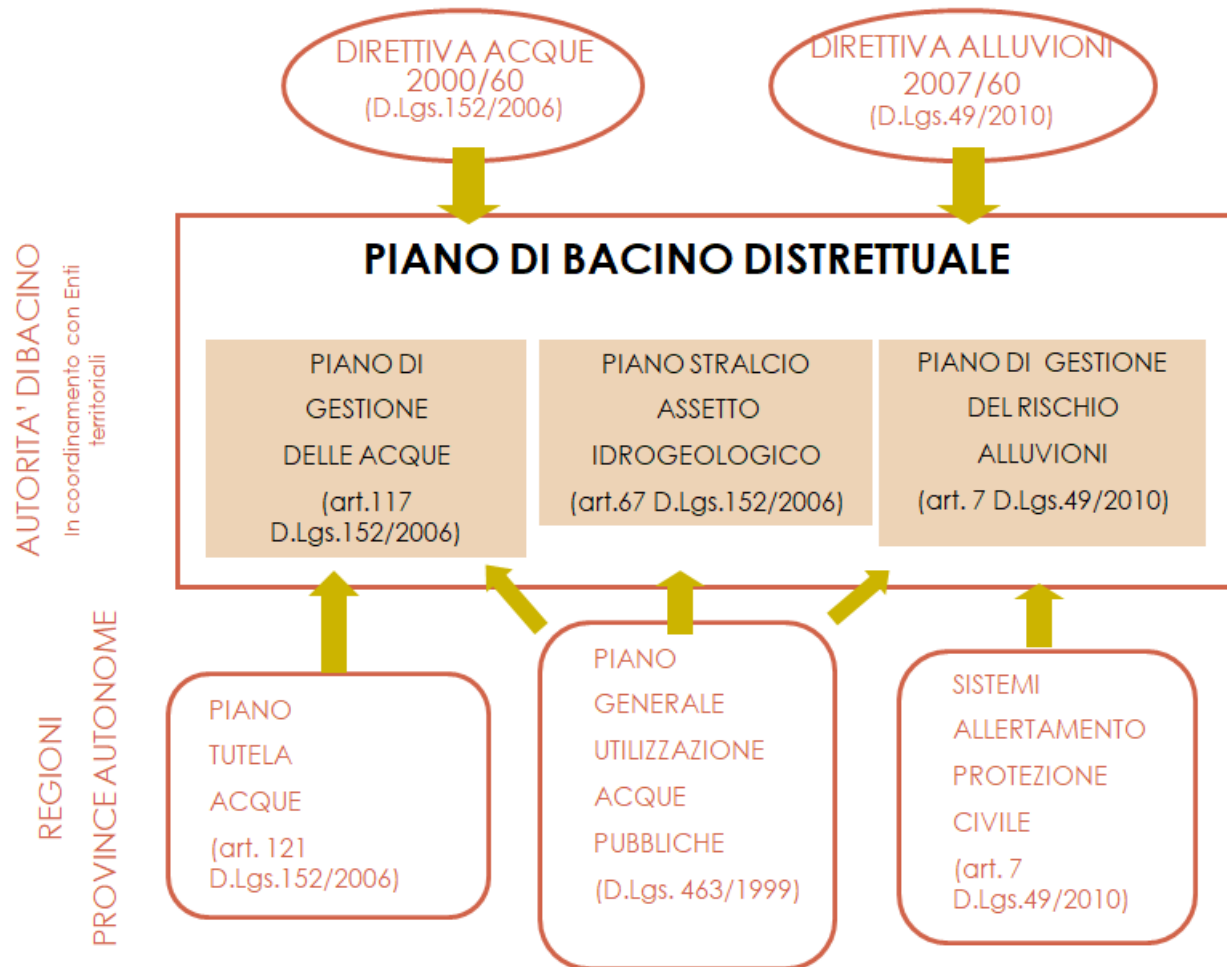 DIRETTIVA ACQUE
2000/60
(D.Lgs.152/2006)
DIRETTIVA ALLUVIONI
2007/60
(D.Lgs.49/2010)
AUTORITA' DI BACINO
In coordinamento con Enti
territoriali
PIANO DI BACINO DISTRETTUALE
PIANO DI
GESTIONE
DELLE ACQUE
(art.117
D.Lgs.152/2006)
PIANO STRALCIO
ASSETTO
IDROGEOLOGICO
(art.67 D.Lgs.152/2006)
PIANO DI GESTIONE
DEL RISCHIO
ALLUVIONI
(art. 7 D.Lgs.49/2010)
REGIONI
PROVINCE AUTONOME
PIANO
TUTELA
ACQUE
(art. 121
D.Lgs.152/2006)
PIANO
GENERALE
UTILIZZAZIONE
ACQUE
PUBBLICHE
(D.Lgs. 463/1999)
SISTEMI
ALLERTAMENTO
PROTEZIONE
CIVILE
(art. 7
D.Lgs.49/2010)